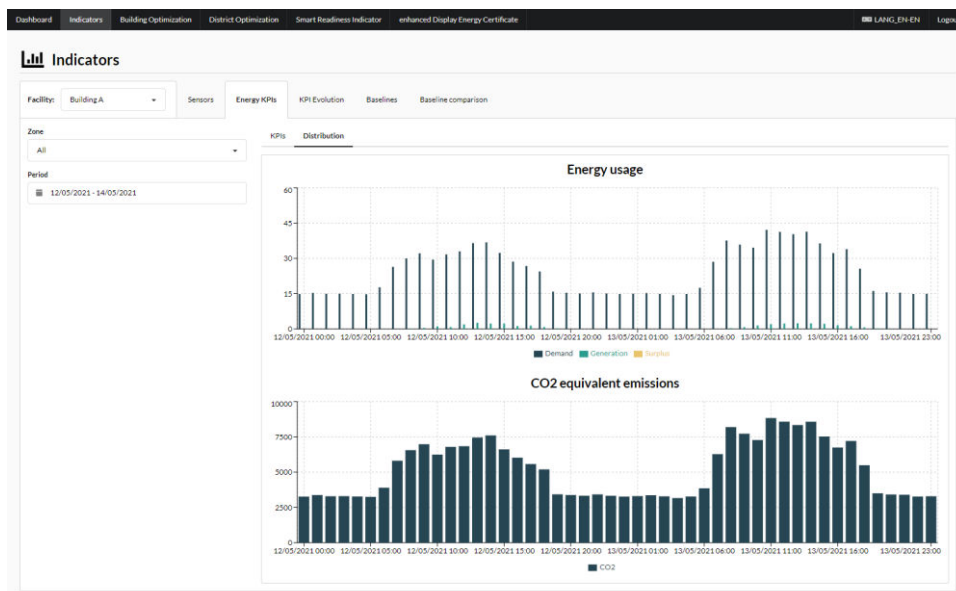 Dashboard Indicators Building Optimization District Optimization Smart Readiness Indicator enhanced Display Energy Certificate LANG_EN-EN Logou
Indicators
Facility: Building A Sensors Energy KPIs KPI Evolution Baselines Baseline comparison
Zone
All
Period
12/05/2021 - 14/05/2021
KPIs Distribution
Energy usage
60
45
30
15
0
12/05/2021 00:00 12/05/2021 05:00 12/05/2021 10:00 12/05/2021 15:00 12/05/2021 20:00 13/05/2021 01:00 13/05/2021 06:00 13/05/2021 11:00 13/05/2021 16:00 13/05/2021 23:00
Demand Generation Surplus
CO2 equivalent emissions
10000
7500
5000
2500
0
12/05/2021 00:00 12/05/2021 05:00 12/05/2021 10:00 12/05/2021 15:00 12/05/2021 20:00 13/05/2021 01:00 13/05/2021 06:00 13/05/2021 11:00 13/05/2021 16:00 13/05/2021 23:00
CO2